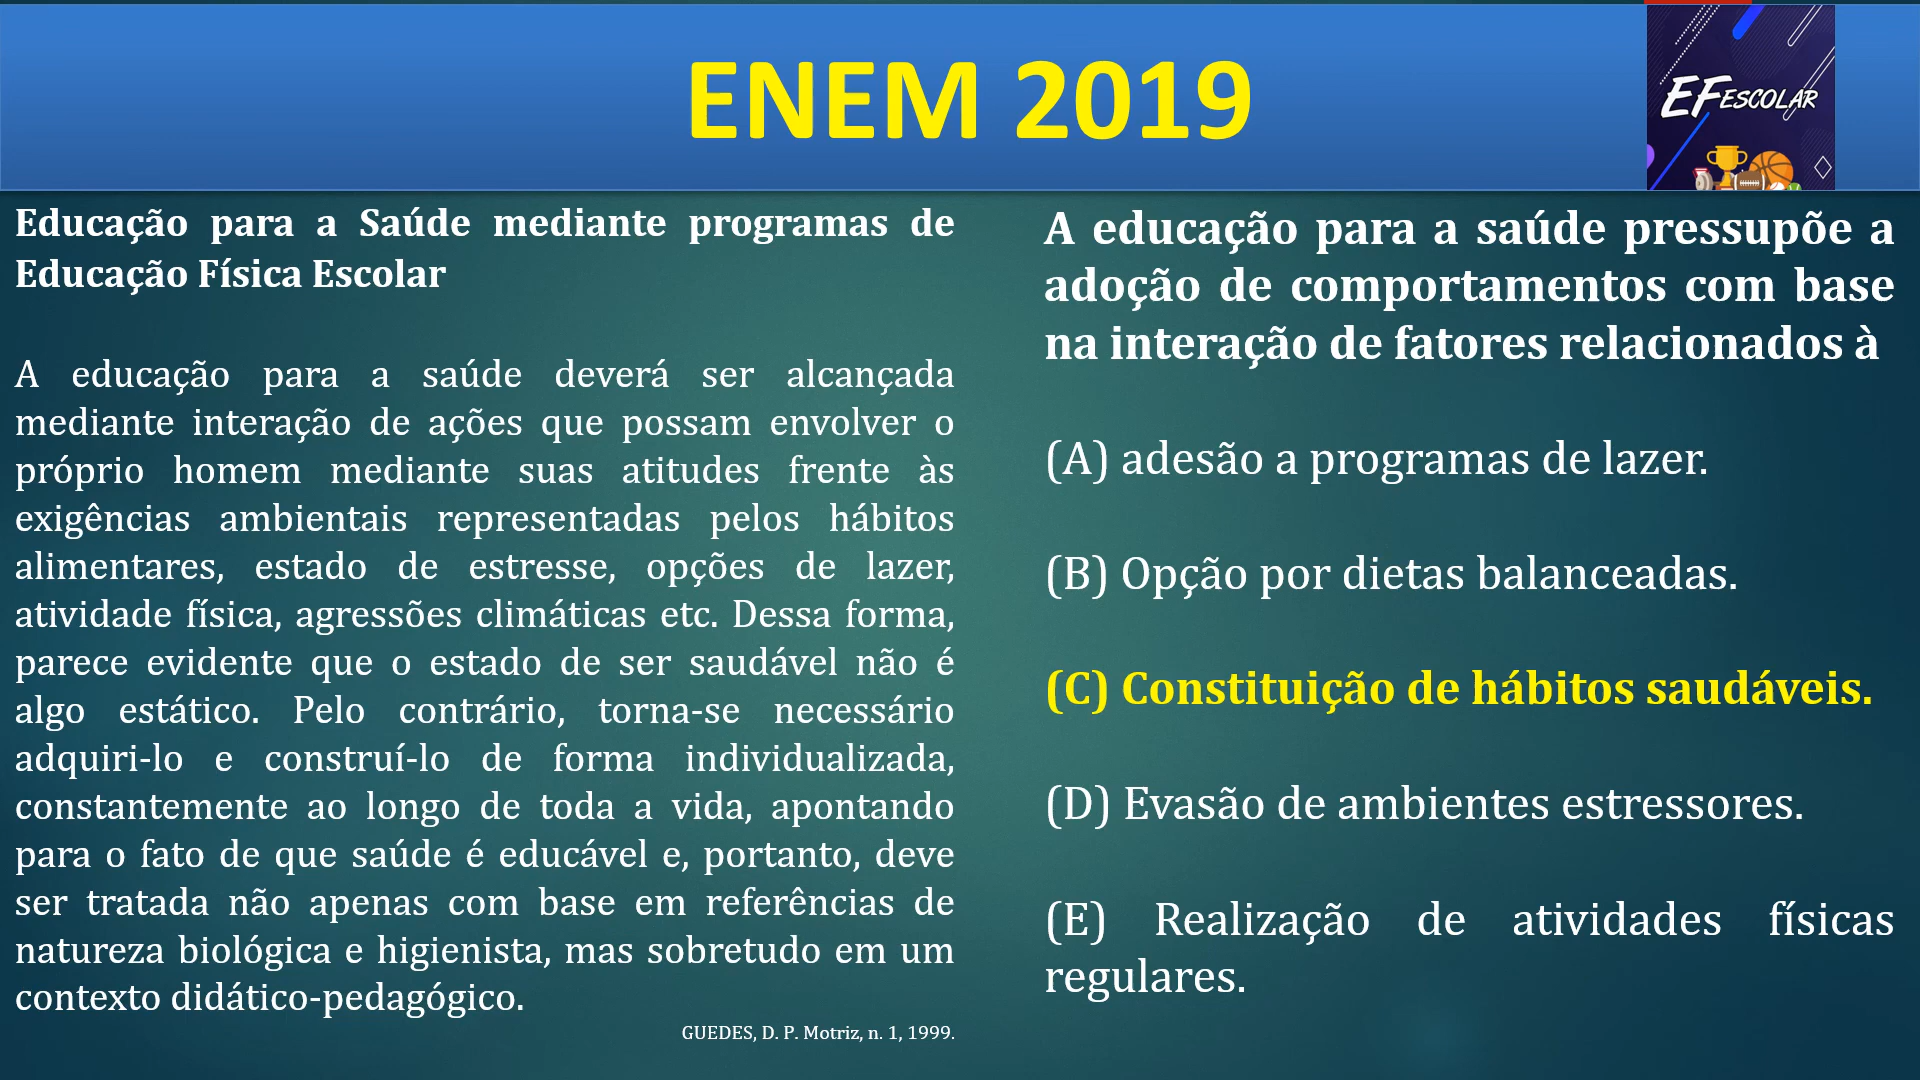 ENEM 2019
EF ESCOLAR
Educação para a Saúde mediante programas de
Educação Física Escolar
A educação para a saúde deverá ser alcançada
mediante interação de ações que possam envolver o
próprio homem mediante suas atitudes frente às
exigências ambientais representadas pelos hábitos
alimentares, estado de estresse, opções de lazer,
atividade física, agressões climáticas etc. Dessa forma,
parece evidente que o estado de ser saudável não é
algo estático. Pelo contrário, torna-se necessário
adquiri-lo e construí-lo de forma individualizada,
constantemente ao longo de toda a vida, apontando
para o fato de que saúde é educável e, portanto, deve
ser tratada não apenas com base em referências de
natureza biológica e higienista, mas sobretudo em um
contexto didático-pedagógico.
GUEDES, D. P. Motriz, n. 1, 1999.
A educação para a saúde pressupõe a
adoção de comportamentos com base
na interação de fatores relacionados à
(A) adesão a programas de lazer.
(B) Opção por dietas balanceadas.
(C) Constituição de hábitos saudáveis.
(D) Evasão de ambientes estressores.
(E) Realização de atividades físicas
regulares.